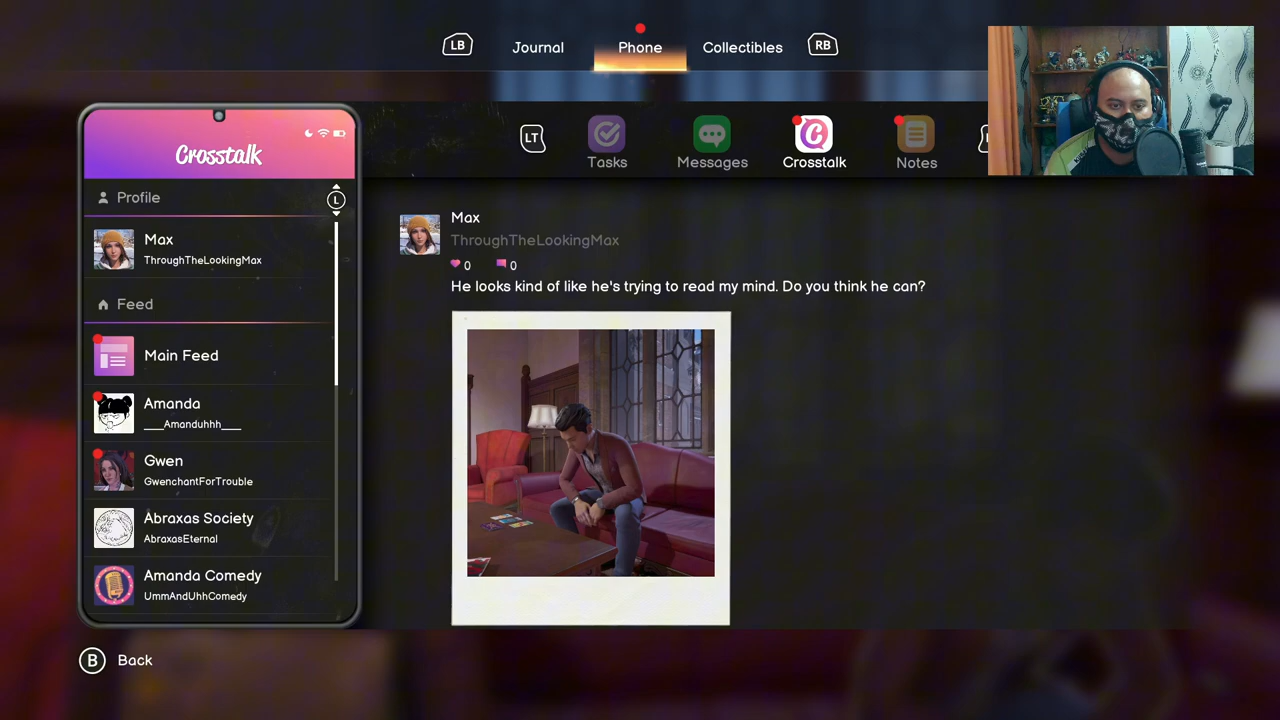 LB
Journal
Phone
Collectibles
RB
LT
Tasks
Messages
Crosstalk
Notes
Crosstalk
Profile
L
Max
ThroughTheLookingMax
Feed
Main Feed
Amanda
___Amanduhhh___
Gwen
GwenchantForTrouble
Abraxas Society
AbraxasEternal
Amanda Comedy
UmmAndUhhComedy
Max
ThroughTheLookingMax
0 0
He looks kind of like he's trying to read my mind. Do you think he can?
B Back